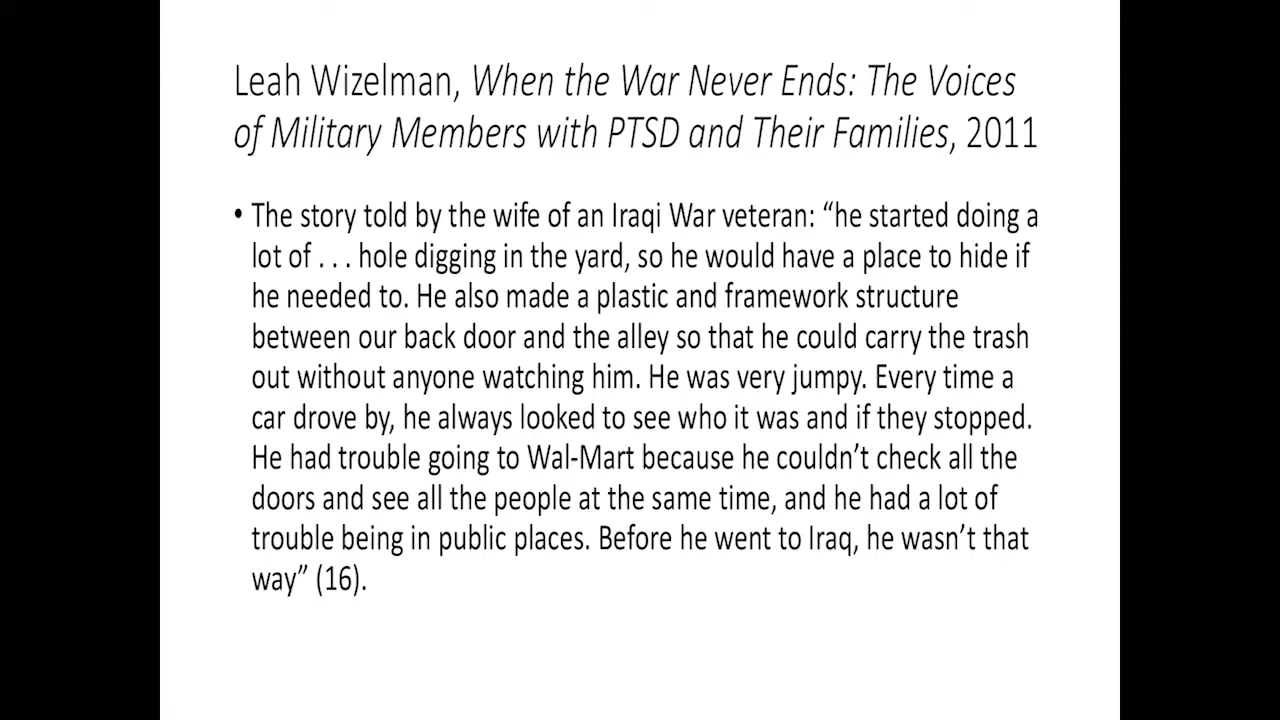 Leah Wizelman, When the War Never Ends: The Voices
of Military Members with PTSD and Their Families, 2011
• The story told by the wife of an Iraqi War veteran: “he started doing a
lot of . . . hole digging in the yard, so he would have a place to hide if
he needed to. He also made a plastic and framework structure
between our back door and the alley so that he could carry the trash
out without anyone watching him. He was very jumpy. Every time a
car drove by, he always looked to see who it was and if they stopped.
He had trouble going to Wal-Mart because he couldn’t check all the
doors and see all the people at the same time, and he had a lot of
trouble being in public places. Before he went to Iraq, he wasn’t that
way” (16).